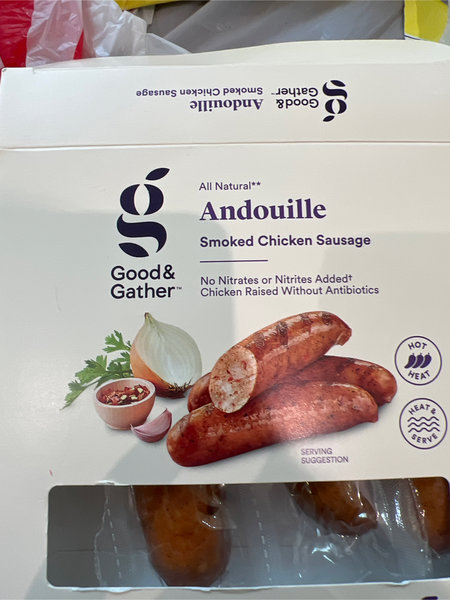 Good&
Gather™
Andouille
Smoked Chicken Sausage
All Natural**
Andouille
Smoked Chicken Sausage
Good&
Gather™
No Nitrates or Nitrites Added†
Chicken Raised Without Antibiotics
HOT
HEAT
HEAT &
SERVE
SERVING
SUGGESTION